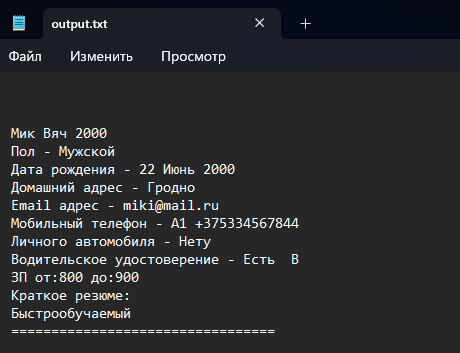 output.txt
Файл Изменить Просмотр
Мик Вяч 2000
Пол - Мужской
Дата рождения - 22 Июнь 2000
Домашний адрес - Гродно
Email адрес - miki@mail.ru
Мобильный телефон - A1 +375334567844
Личного автомобиля - Нету
Водительское удостоверение - Есть  B
ЗП от:800 до:900
Краткое резюме:
Быстрообучаемый
=================================